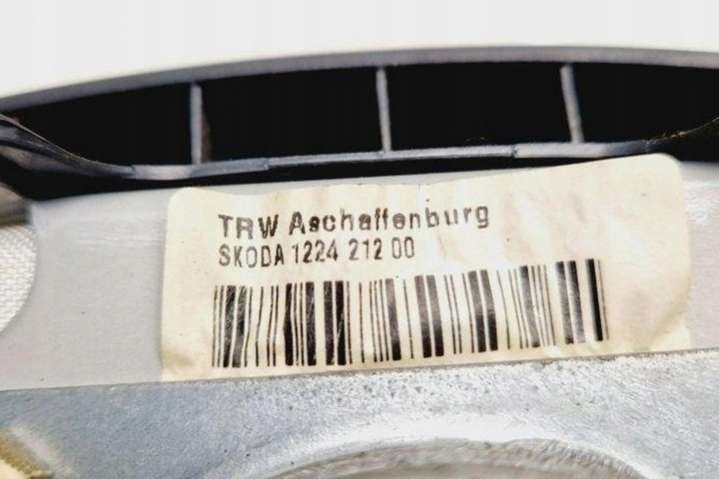 TRW Aschaffenburg
SKODA 1224 212 00